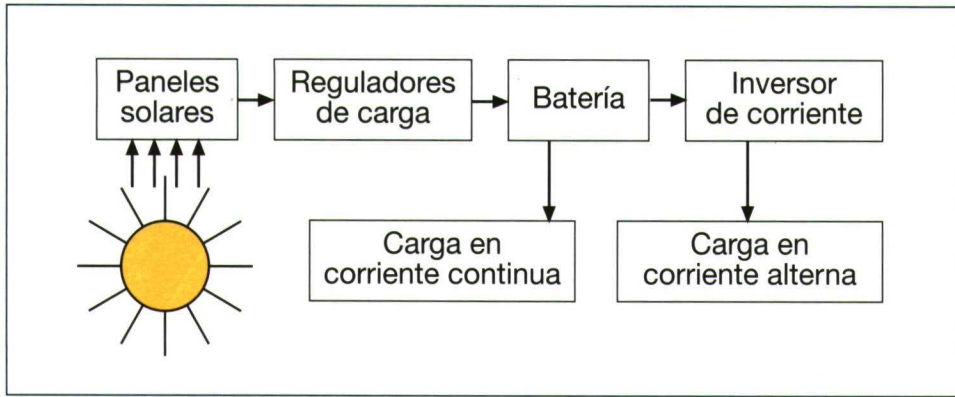 Paneles
solares
Reguladores
de carga
Batería
Inversor
de corriente
Carga en
corriente continua
Carga en
corriente alterna